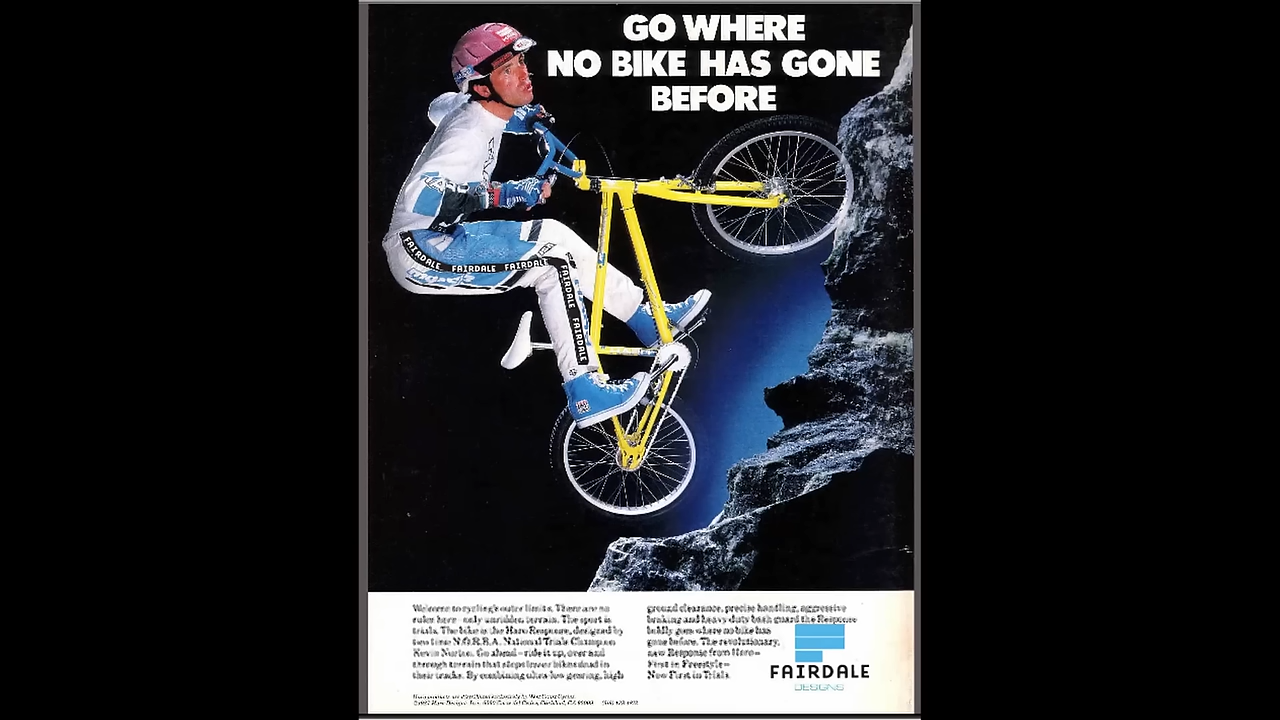 GO WHERE
NO BIKE HAS GONE
BEFORE
FAIRDALE FAIRDALE FAIRDALE
FAIRDALE
FAIRDALE
Welcome to cycling's outer limits. There are no
rules here - only unridden terrain. The sport is
trials. The bike is the Haro Response, designed by
two time N.O.R.B.A. National Trials Champion
Kevin Norton. Go ahead - ride it up, over and
through terrain that stops lesser bikes dead in
their tracks. By combining ultra-low gearing, high
ground clearance, precise handling, aggressive
braking and heavy duty bash guard the Response
boldly goes where no bike has
gone before. The revolutionary,
new Response from Haro -
First in Freestyle -
Now First in Trials.
FAIRDALE
DESIGNS